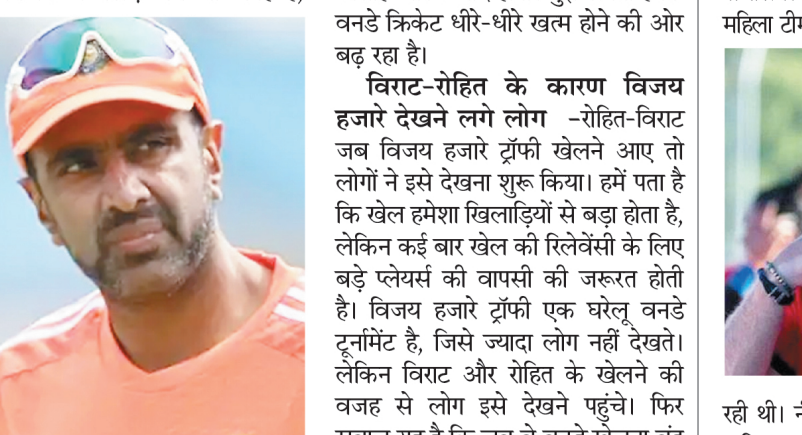 वनडे क्रिकेट धीरे-धीरे खत्म होने की ओर
बढ़ रहा है।
विराट-रोहित के कारण विजय
हजारे देखने लगे लोग -रोहित-विराट
जब विजय हजारे ट्रॉफी खेलने आए तो
लोगों ने इसे देखना शुरू किया। हमें पता है
कि खेल हमेशा खिलाड़ियों से बड़ा होता है,
लेकिन कई बार खेल की रिलेवेंसी के लिए
बड़े प्लेयर्स की वापसी की जरूरत होती
है। विजय हजारे ट्रॉफी एक घरेलू वनडे
टूर्नामेंट है, जिसे ज्यादा लोग नहीं देखते।
लेकिन विराट और रोहित के खेलने की
वजह से लोग इसे देखने पहुंचे। फिर
महिला टीम
रही थी।